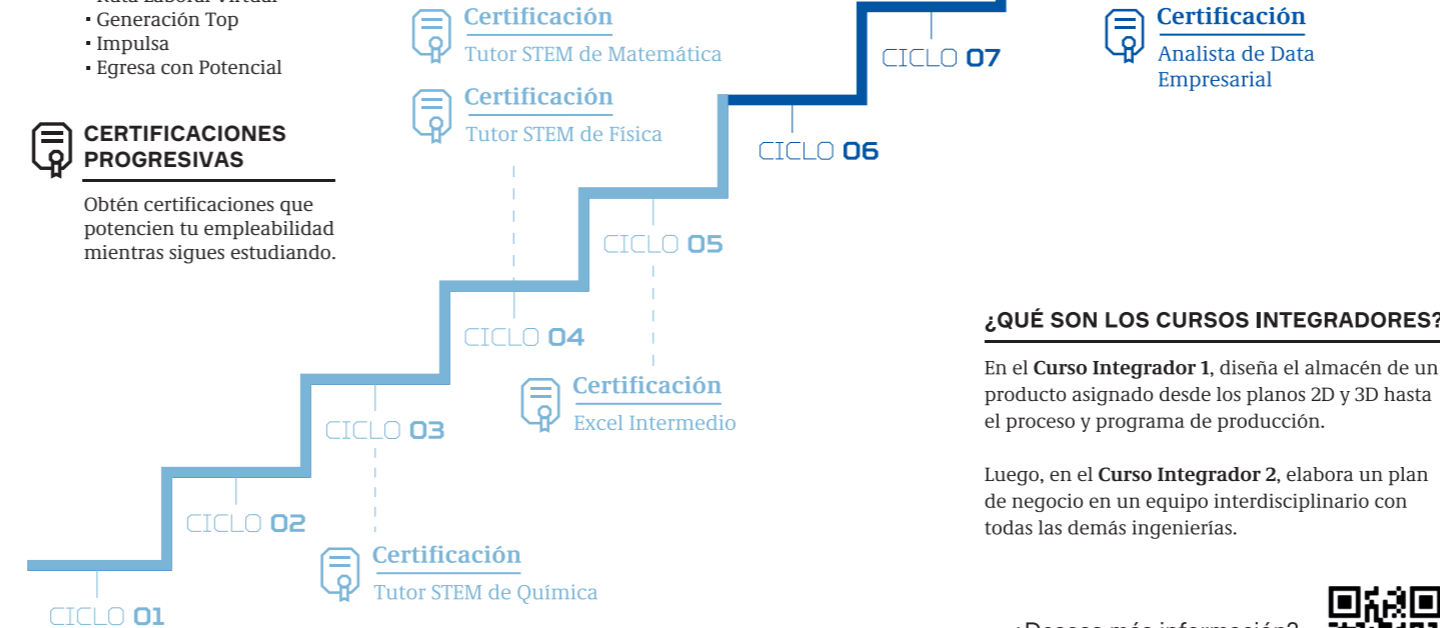 • Generación Top
• Impulsa
• Egresa con Potencial
CERTIFICACIONES
PROGRESIVAS
Obtén certificaciones que
potencien tu empleabilidad
mientras sigues estudiando.
Certificación
Tutor STEM de Matemática
Certificación
Tutor STEM de Física
CICLO 07
Certificación
Analista de Data
Empresarial
CICLO 06
CICLO 05
CICLO 04
Certificación
Excel Intermedio
CICLO 03
CICLO 02
Certificación
Tutor STEM de Química
CICLO 01
¿QUÉ SON LOS CURSOS INTEGRADORES?
En el Curso Integrador 1, diseña el almacén de un
producto asignado desde los planos 2D y 3D hasta
el proceso y programa de producción.
Luego, en el Curso Integrador 2, elabora un plan
de negocio en un equipo interdisciplinario con
todas las demás ingenierías.
¿Deseas más información?